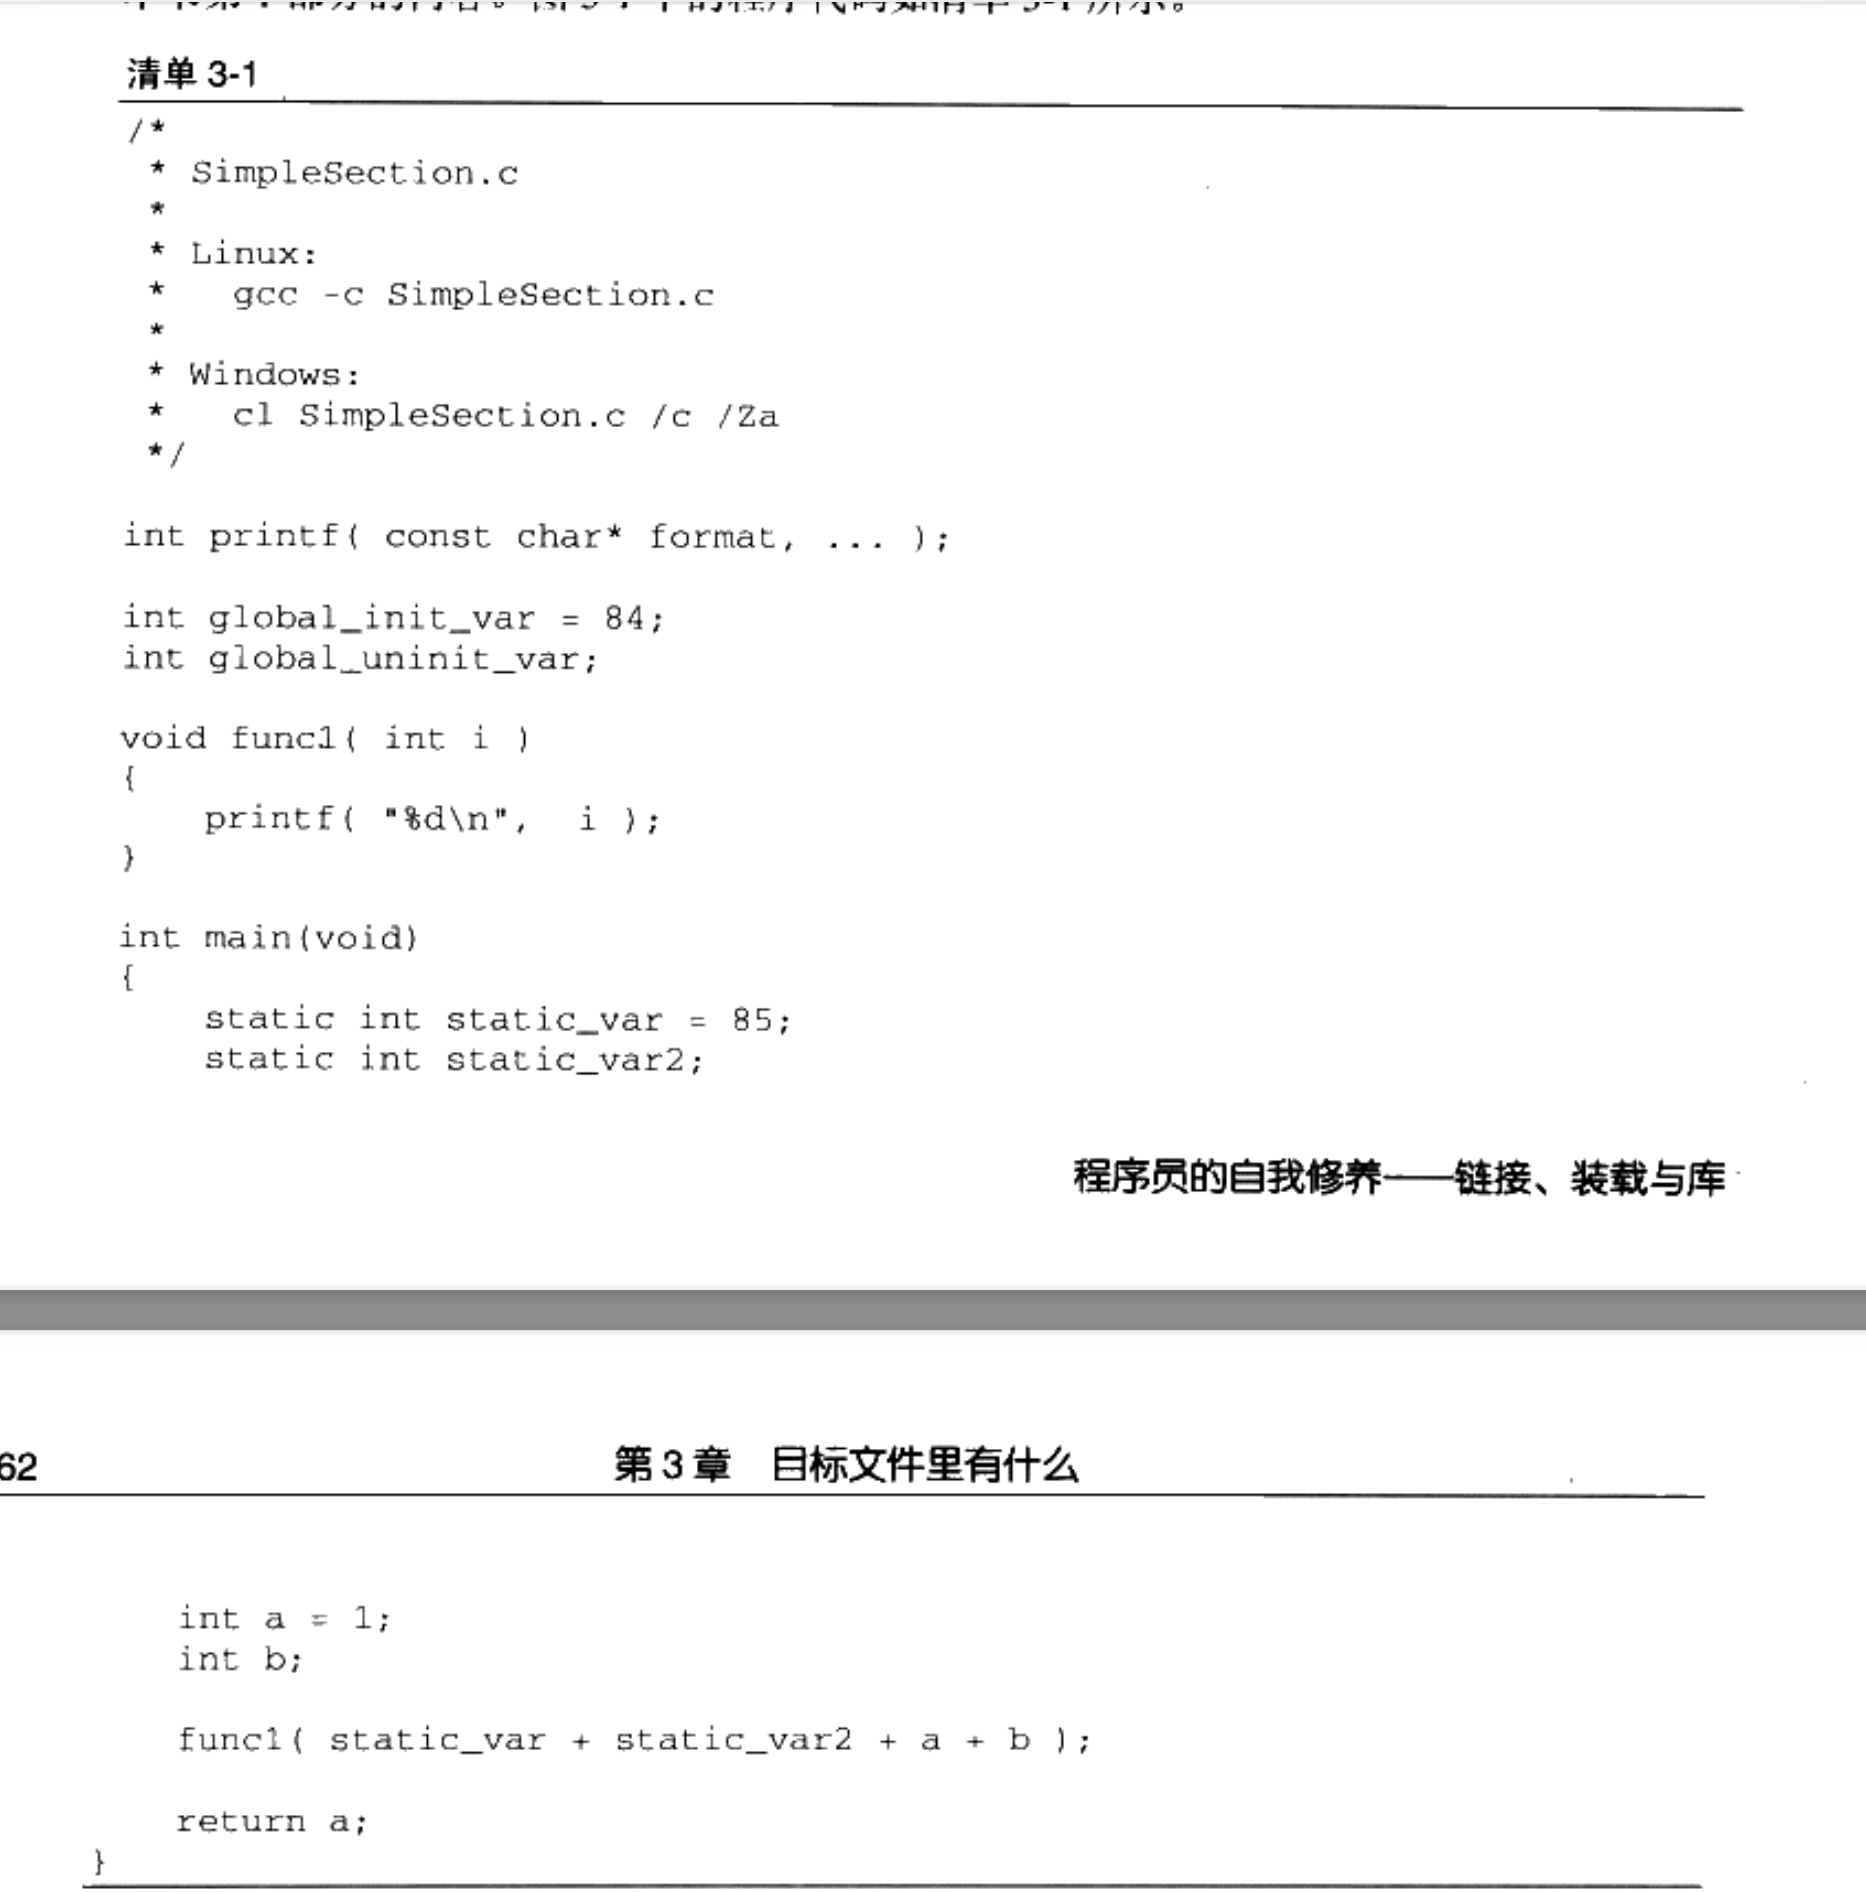 清单 3-1
/*
 * SimpleSection.c
 *
 * Linux:
 *   gcc -c SimpleSection.c
 *
 * Windows:
 *   cl SimpleSection.c /c /Za
 */
int printf( const char* format, ... );
int global_init_var = 84;
int global_uninit_var;
void func1( int i )
{
    printf( "%d\n",  i );
}
int main(void)
{
    static int static_var = 85;
    static int static_var2;
程序员的自我修养——链接、装载与库
62
第 3 章 目标文件里有什么
    int a = 1;
    int b;
    func1( static_var + static_var2 + a + b );
    return a;
}